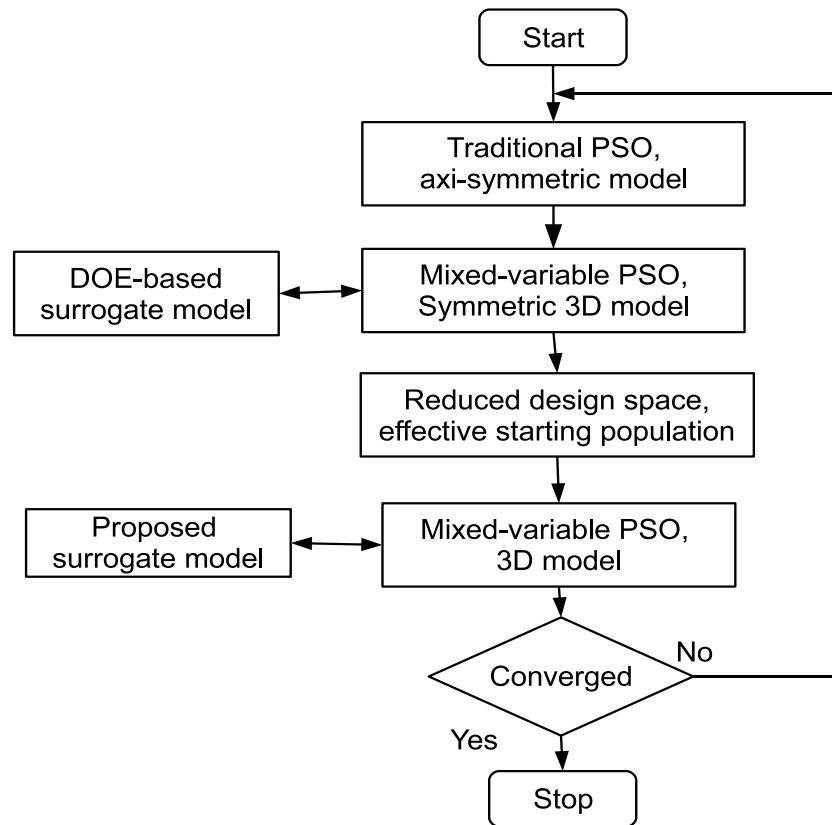 Start
Traditional PSO,
axi-symmetric model
DOE-based
surrogate model
Mixed-variable PSO,
Symmetric 3D model
Reduced design space,
effective starting population
Proposed
surrogate model
Mixed-variable PSO,
3D model
Converged
No
Yes
Stop